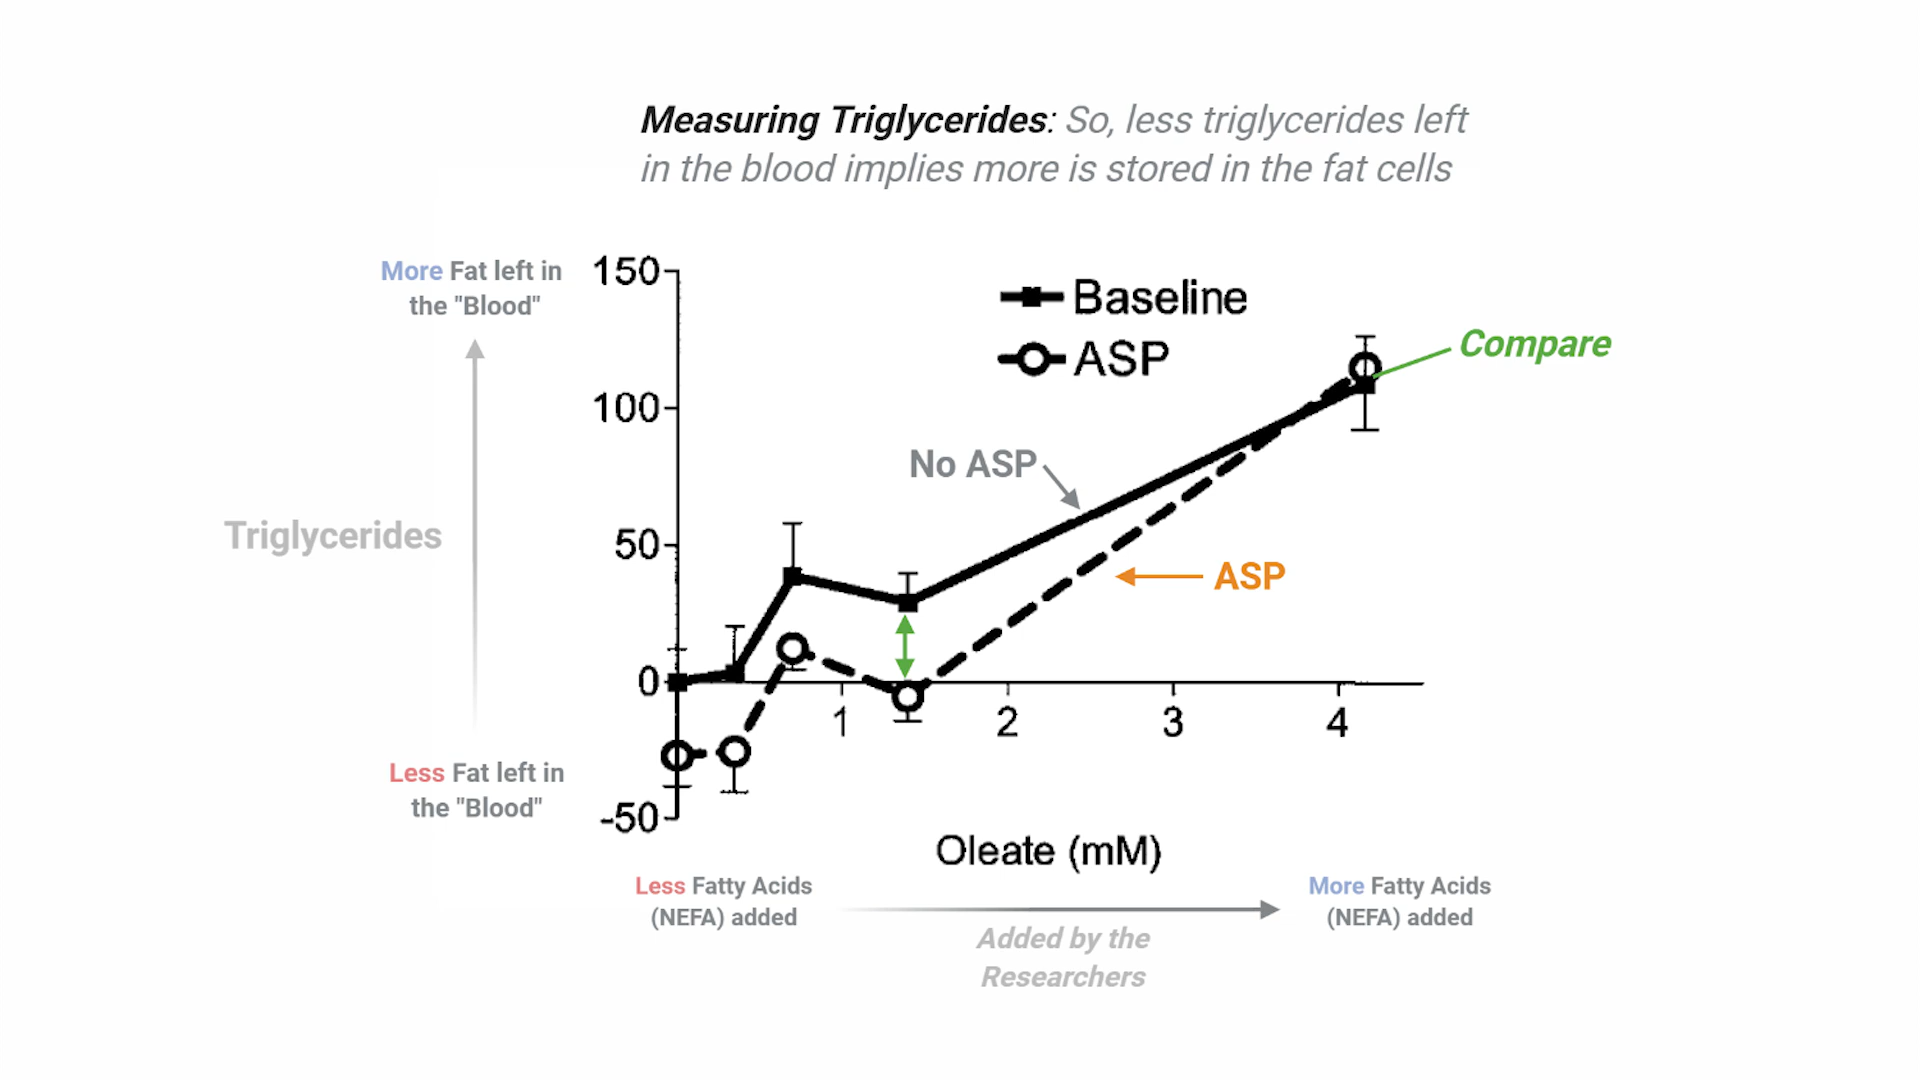 Measuring Triglycerides: So, less triglycerides left
in the blood implies more is stored in the fat cells
More Fat left in
the "Blood"
150
Baseline
ASP
Compare
100
No ASP
Triglycerides
50
ASP
0
1 2 3 4
Less Fat left in
the "Blood"
-50
Oleate (mM)
Less Fatty Acids
(NEFA) added
More Fatty Acids
(NEFA) added
Added by the
Researchers